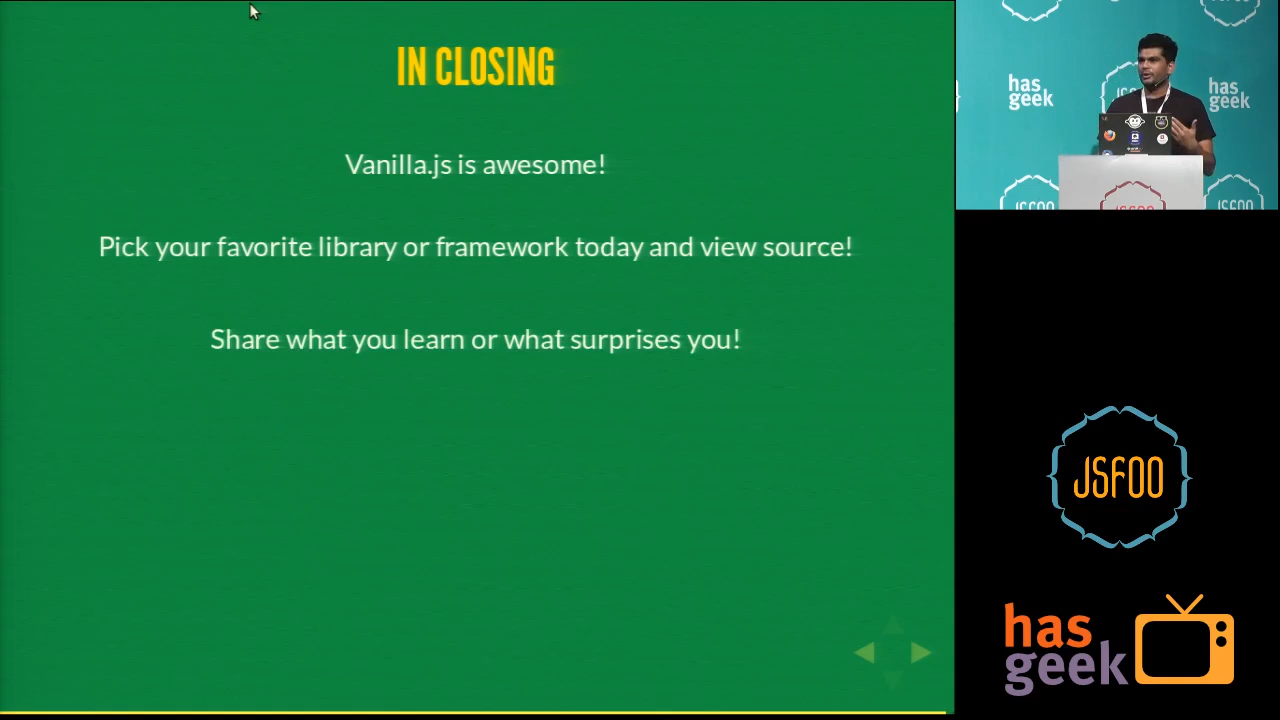 IN CLOSING
Vanilla.js is awesome!
Pick your favorite library or framework today and view source!
Share what you learn or what surprises you!
has
geek
has
geek
JSFOO
has
geek